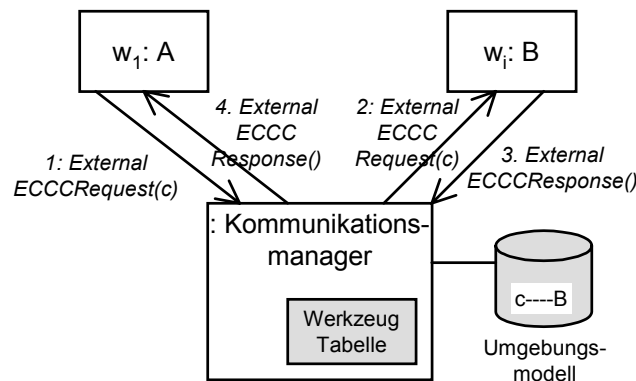 w1: A
wi: B
4. External
ECCC
Response()
2: External
ECCC
Request(c)
1: External
ECCCRequest(c)
3. External
ECCCResponse()
: Kommunikations-
manager
Werkzeug
Tabelle
c----B
Umgebungs-
modell